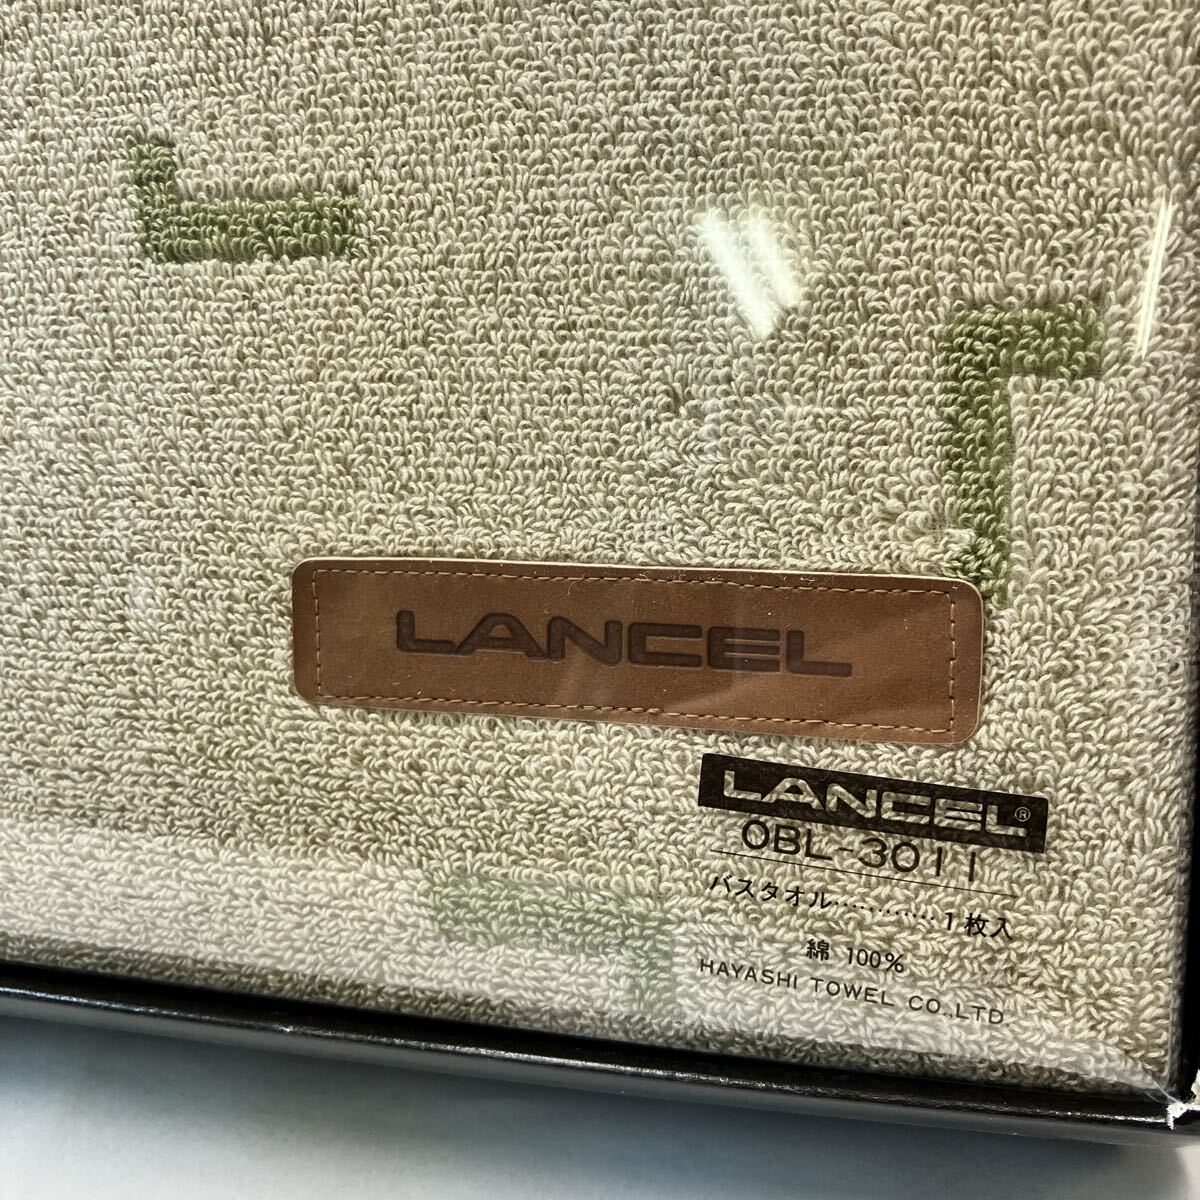 LANCEL
LANCEL®
OBL-3011
バスタオル…………1枚入
綿 100%
HAYASHI TOWEL CO.,LTD